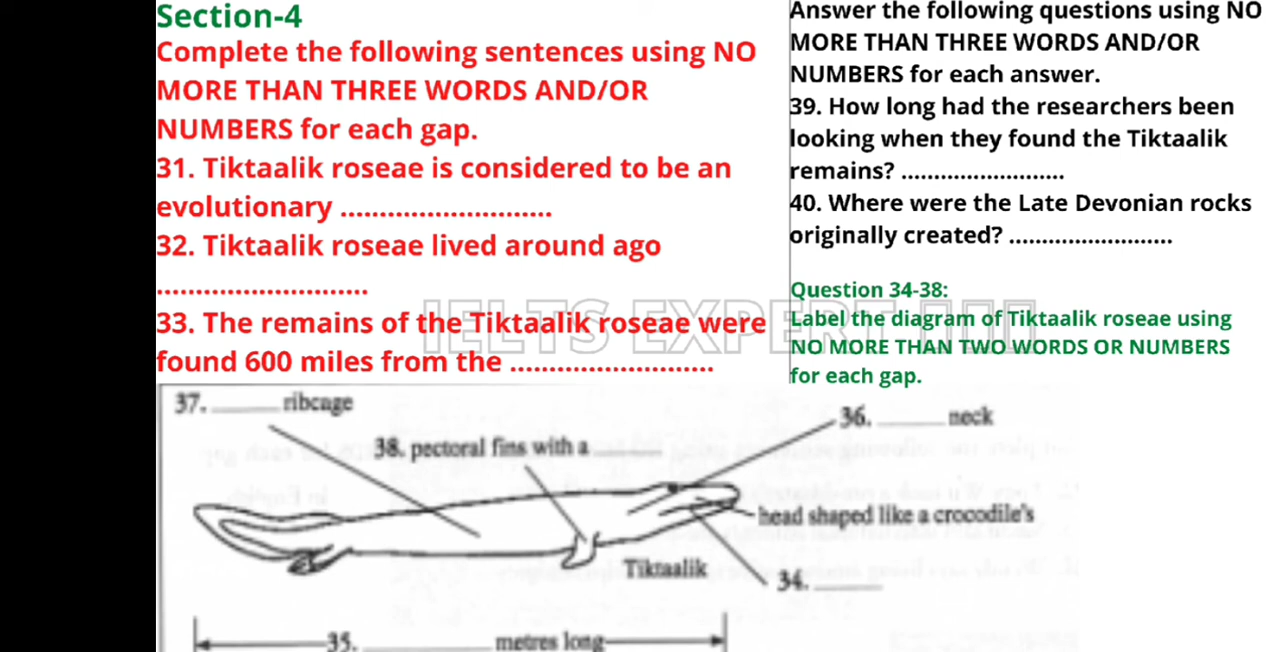 Section-4
Complete the following sentences using NO
MORE THAN THREE WORDS AND/OR
NUMBERS for each gap.
31. Tiktaalik roseae is considered to be an
evolutionary ...........................
32. Tiktaalik roseae lived around ago
...........................
33. The remains of the Tiktaalik roseae were
found 600 miles from the ..........................
Answer the following questions using NO
MORE THAN THREE WORDS AND/OR
NUMBERS for each answer.
39. How long had the researchers been
looking when they found the Tiktaalik
remains? .........................
40. Where were the Late Devonian rocks
originally created? .........................
Question 34-38:
Label the diagram of Tiktaalik roseae using
NO MORE THAN TWO WORDS OR NUMBERS
for each gap.
IELTS EXPERT
37. ______ ribcage
36. ______ neck
38. pectoral fins with a ______
head shaped like a crocodile's
Tiktaalik
34. ______
35. ______ metres long